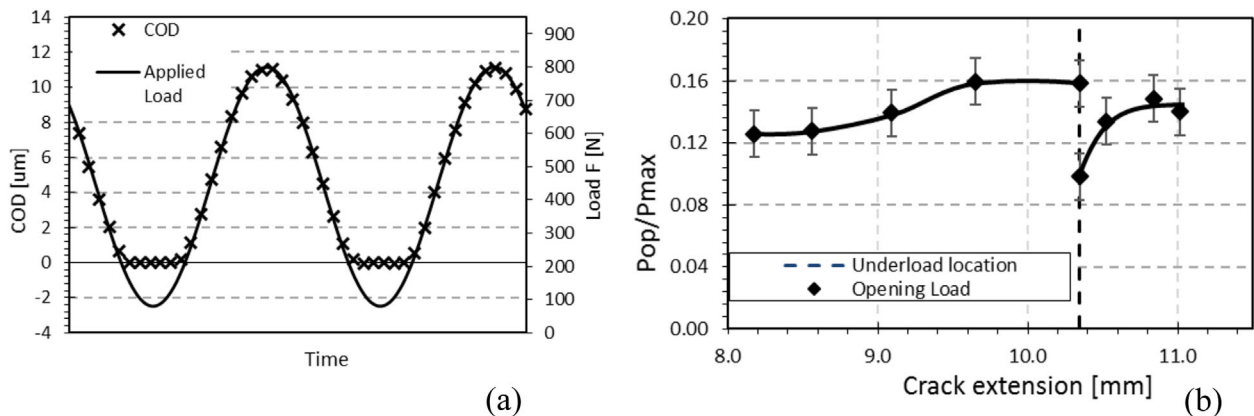 14
12
10
8
6
4
2
0
-2
-4
COD [um]
COD
Applied
Load
900
800
700
600
500
400
300
200
100
0
Load F [N]
Time
(a)
0.20
0.16
0.12
0.08
0.04
0.00
Pop/Pmax
Underload location
Opening Load
8.0 9.0 10.0 11.0
Crack extension [mm]
(b)